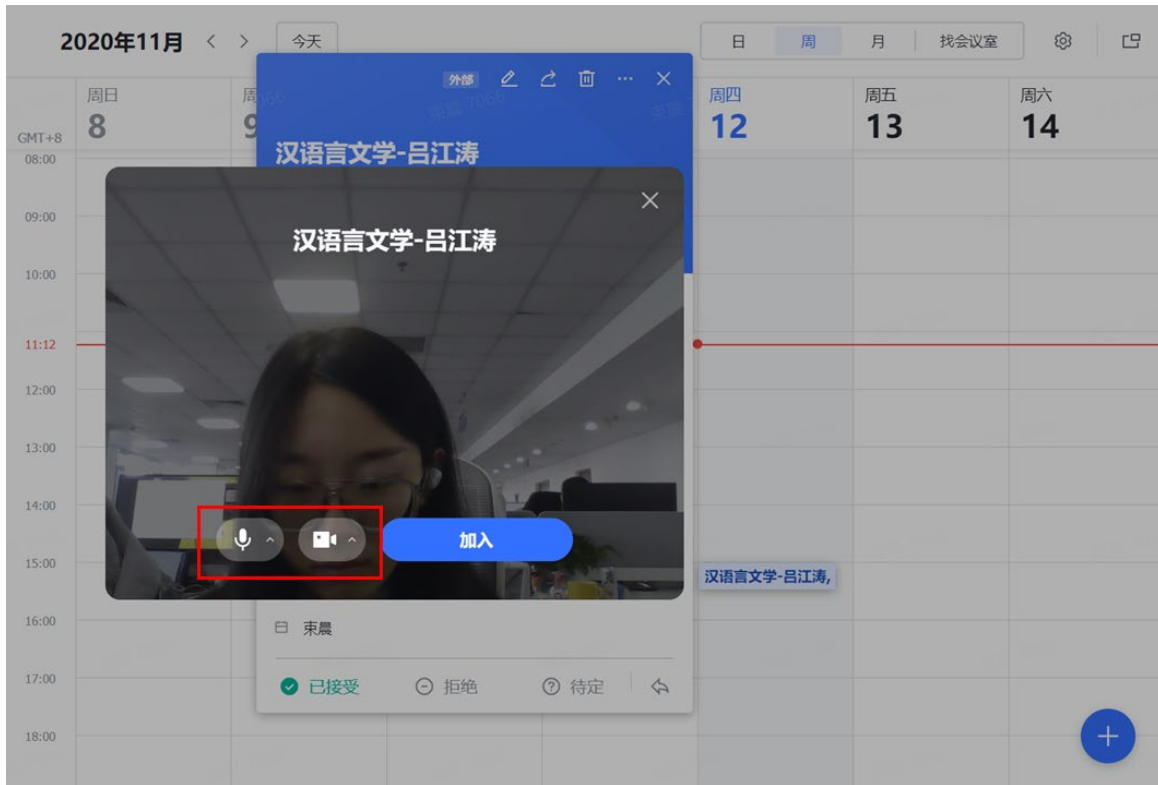 2020年11月 < > 今天
日 周 月 找会议室
GMT+8
周日 8
周 9
周四 12
周五 13
周六 14
外部
汉语言文学-吕江涛
汉语言文学-吕江涛
08:00
09:00
10:00
11:12
12:00
13:00
14:00
加入
15:00
汉语言文学-吕江涛,
16:00
束晨
17:00
已接受 拒绝 待定
18:00